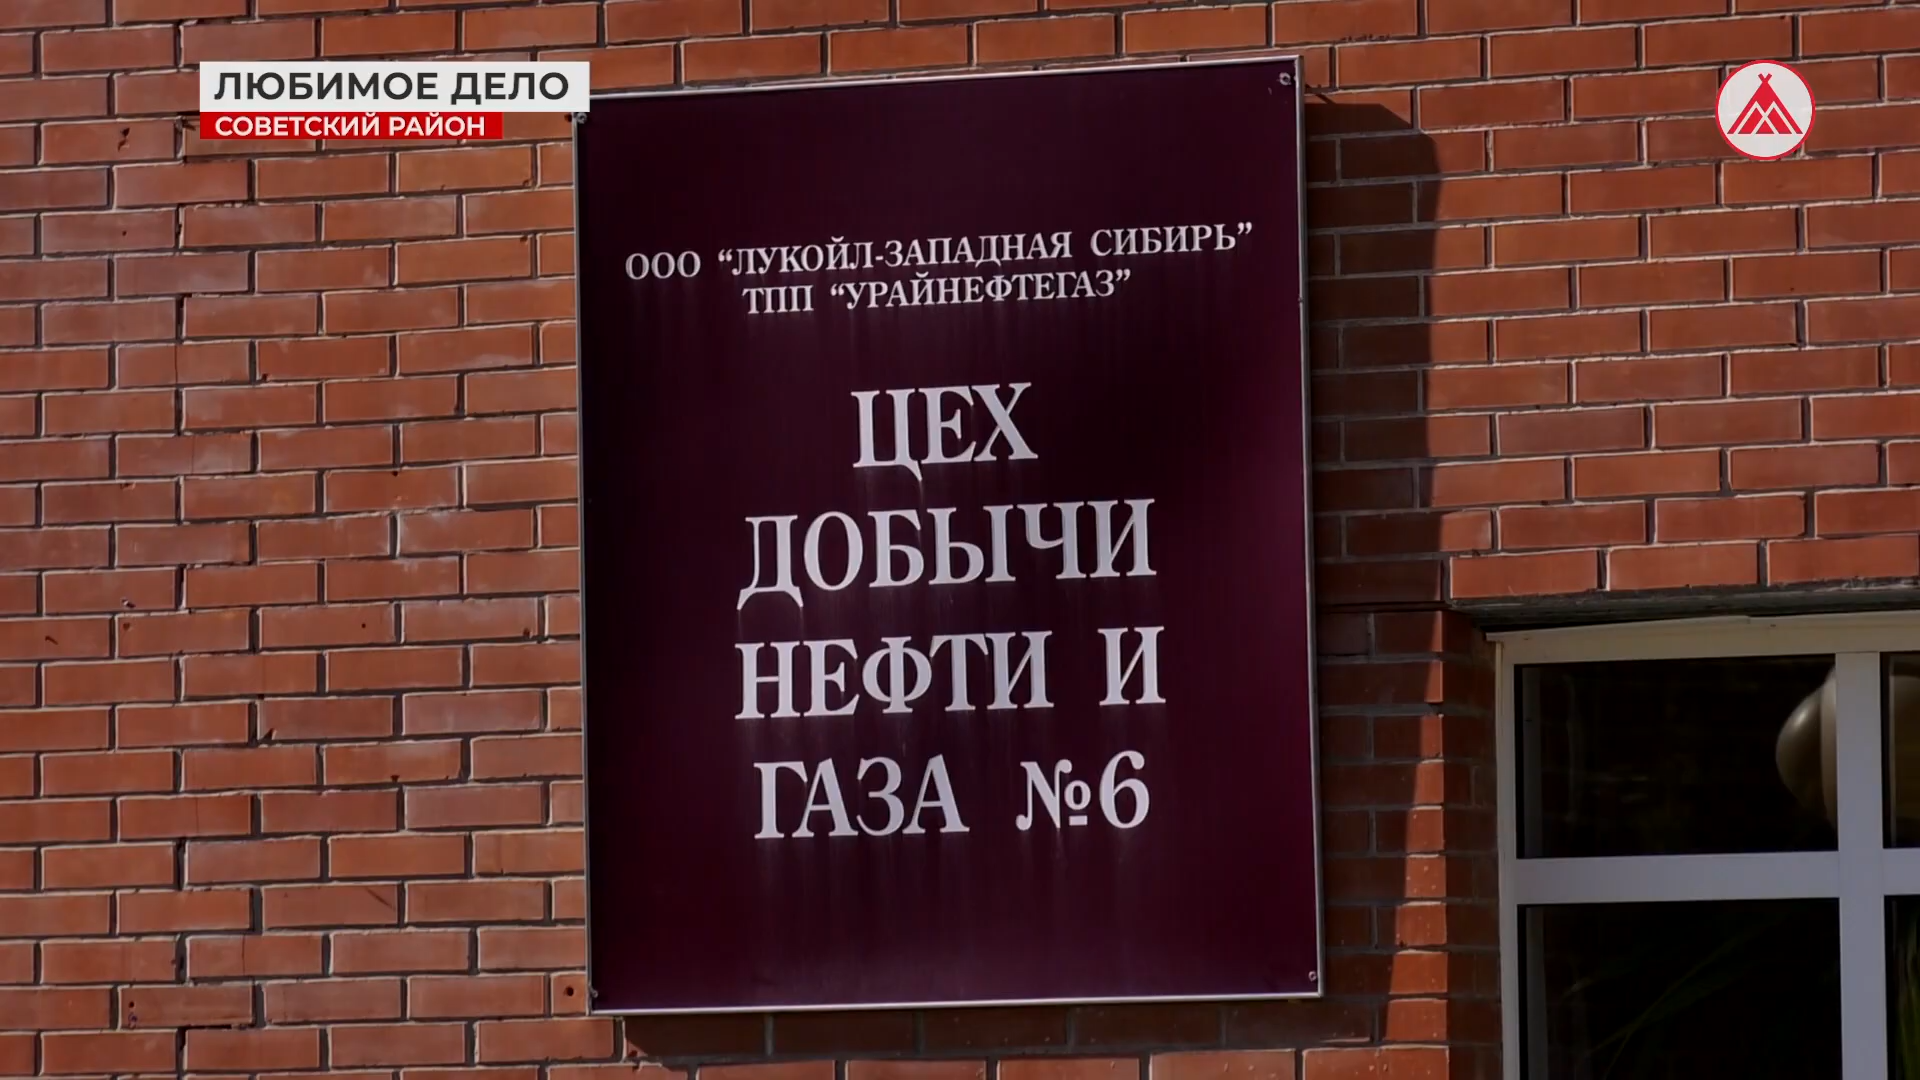 ЛЮБИМОЕ ДЕЛО
СОВЕТСКИЙ РАЙОН
ООО “ЛУКОЙЛ-ЗАПАДНАЯ СИБИРЬ”
ТПП “УРАЙНЕФТЕГАЗ”
ЦЕХ
ДОБЫЧИ
НЕФТИ И
ГАЗА №6